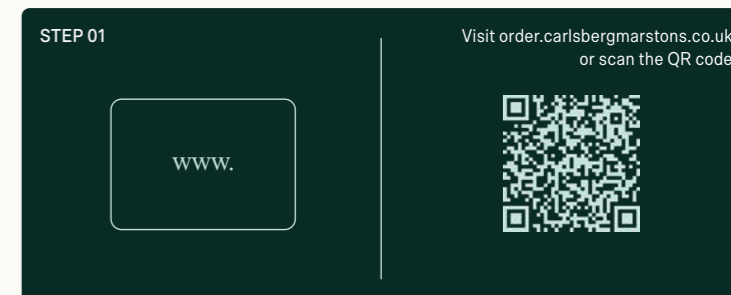 STEP 01
Visit order.carlsbergmarstons.co.uk
or scan the QR code
www.